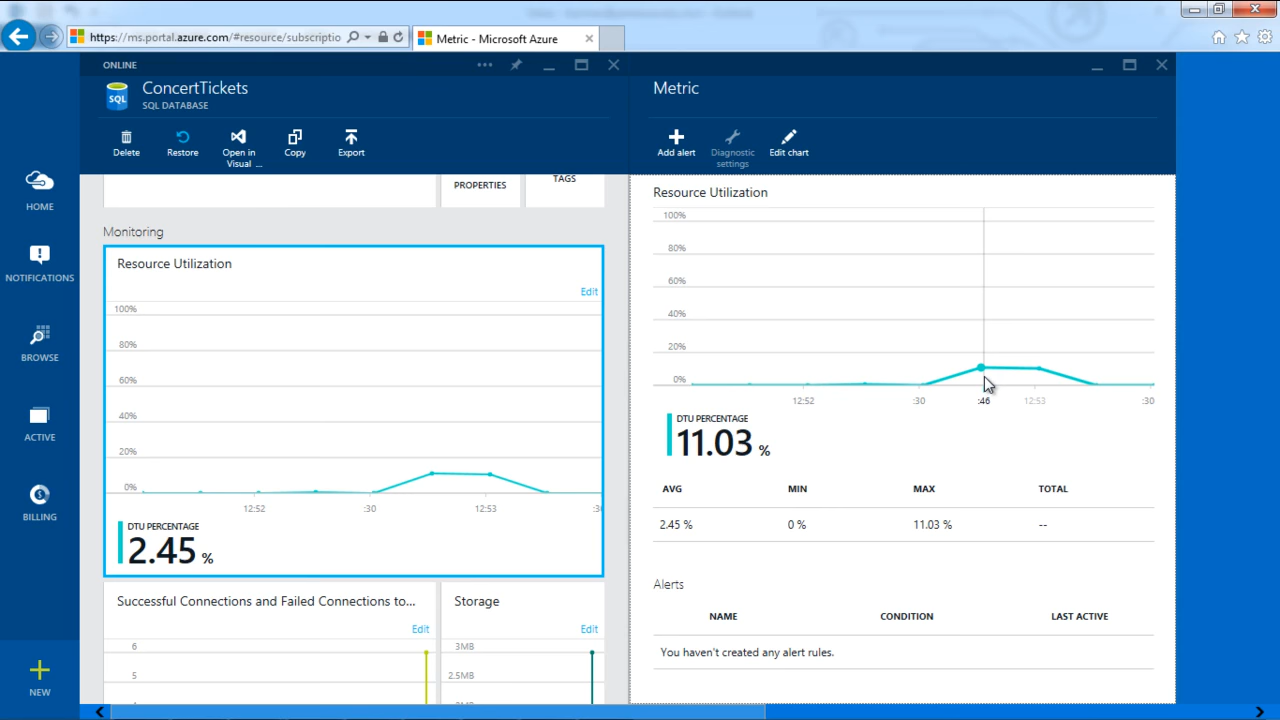 https://ms.portal.azure.com/#resource/subscriptio
Metric - Microsoft Azure
ONLINE
ConcertTickets
SQL DATABASE
SQL
Delete
Restore
Open in
Visual ...
Copy
Export
Metric
Add alert
Diagnostic
settings
Edit chart
HOME
NOTIFICATIONS
BROWSE
ACTIVE
BILLING
NEW
PROPERTIES
TAGS
Monitoring
Resource Utilization
Edit
100%
80%
60%
40%
20%
0%
12:52
:30
12:53
DTU PERCENTAGE
2.45 %
Successful Connections and Failed Connections to...
Edit
6
5
Storage
Edit
3MB
2.5MB
Resource Utilization
100%
80%
60%
40%
20%
0%
12:52
:30
:46
12:53
:30
DTU PERCENTAGE
11.03 %
AVG MIN MAX TOTAL
2.45 % 0 % 11.03 % --
Alerts
NAME CONDITION LAST ACTIVE
You haven't created any alert rules.